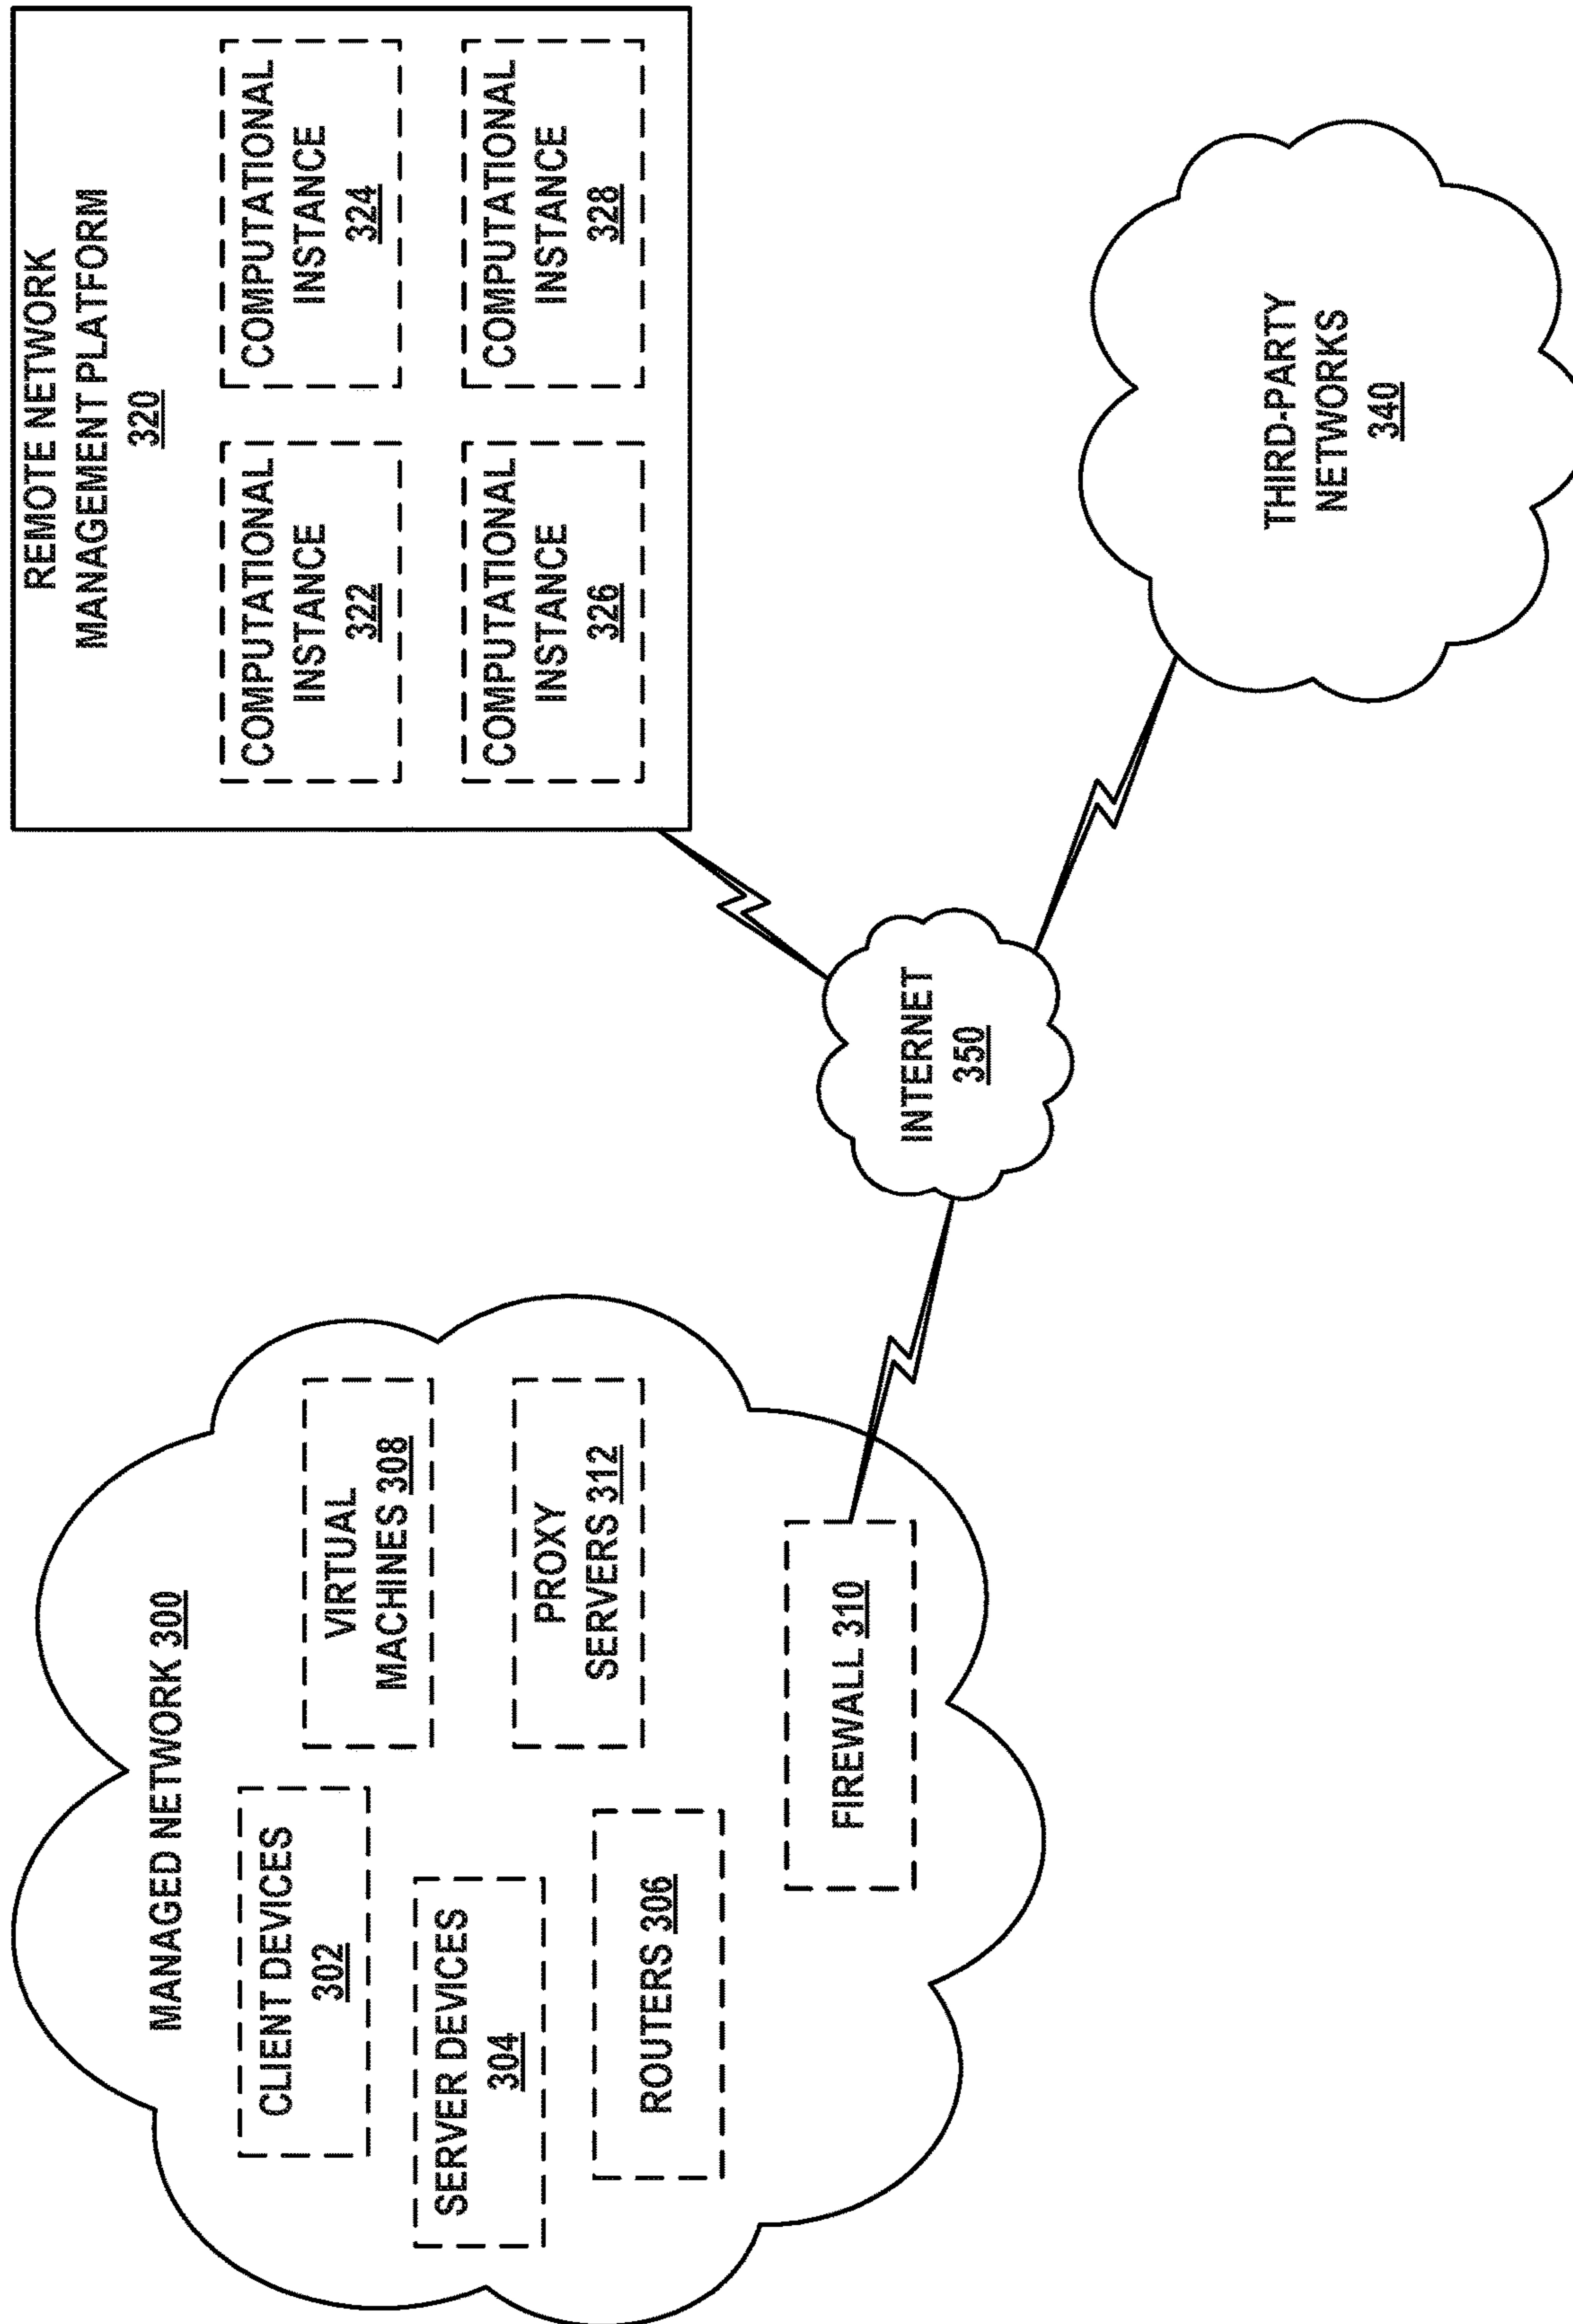 MANAGED NETWORK 300
CLIENT DEVICES
302
SERVER DEVICES
304
ROUTERS 306
VIRTUAL
MACHINES 308
PROXY
SERVERS 312
FIREWALL 310
INTERNET
350
REMOTE NETWORK
MANAGEMENT PLATFORM
320
COMPUTATIONAL
INSTANCE
322
COMPUTATIONAL
INSTANCE
324
COMPUTATIONAL
INSTANCE
326
COMPUTATIONAL
INSTANCE
328
THIRD-PARTY
NETWORKS
340